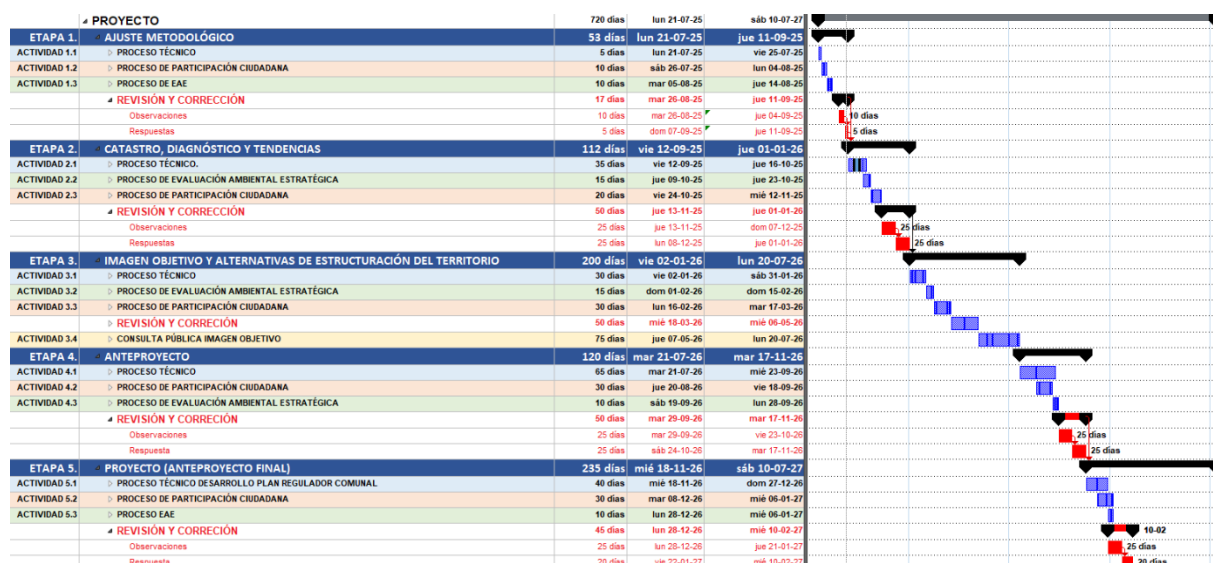 PROYECTO 720 días lun 21-07-25 sáb 10-07-27
ETAPA 1. AJUSTE METODOLÓGICO 53 días lun 21-07-25 jue 11-09-25
ACTIVIDAD 1.1 PROCESO TÉCNICO 5 días lun 21-07-25 vie 25-07-25
ACTIVIDAD 1.2 PROCESO DE PARTICIPACIÓN CIUDADANA 10 días sáb 26-07-25 lun 04-08-25
ACTIVIDAD 1.3 PROCESO DE EAE 10 días mar 05-08-25 jue 14-08-25
REVISIÓN Y CORRECCIÓN 17 días mar 26-08-25 jue 11-09-25
Observaciones 10 días mar 26-08-25 jue 04-09-25 10 días
Respuestas 5 días dom 07-09-25 jue 11-09-25 5 días
ETAPA 2. CATASTRO, DIAGNÓSTICO Y TENDENCIAS 112 días vie 12-09-25 jue 01-01-26
ACTIVIDAD 2.1 PROCESO TÉCNICO. 35 días vie 12-09-25 jue 16-10-25
ACTIVIDAD 2.2 PROCESO DE EVALUACIÓN AMBIENTAL ESTRATÉGICA 15 días jue 09-10-25 jue 23-10-25
ACTIVIDAD 2.3 PROCESO DE PARTICIPACIÓN CIUDADANA 20 días vie 24-10-25 mié 12-11-25
REVISIÓN Y CORRECCIÓN 50 días jue 13-11-25 jue 01-01-26
Observaciones 25 días jue 13-11-25 dom 07-12-25 25 días
Respuestas 25 días lun 08-12-25 jue 01-01-26 25 días
ETAPA 3. IMAGEN OBJETIVO Y ALTERNATIVAS DE ESTRUCTURACIÓN DEL TERRITORIO 200 días vie 02-01-26 lun 20-07-26
ACTIVIDAD 3.1 PROCESO TÉCNICO 30 días vie 02-01-26 sáb 31-01-26
ACTIVIDAD 3.2 PROCESO DE EVALUACIÓN AMBIENTAL ESTRATÉGICA 15 días dom 01-02-26 dom 15-02-26
ACTIVIDAD 3.3 PROCESO DE PARTICIPACIÓN CIUDADANA 30 días lun 16-02-26 mar 17-03-26
REVISIÓN Y CORRECIÓN 50 días mié 18-03-26 mié 06-05-26
ACTIVIDAD 3.4 CONSULTA PÚBLICA IMAGEN OBJETIVO 75 días jue 07-05-26 lun 20-07-26
ETAPA 4. ANTEPROYECTO 120 días mar 21-07-26 mar 17-11-26
ACTIVIDAD 4.1 PROCESO TÉCNICO 65 días mar 21-07-26 mié 23-09-26
ACTIVIDAD 4.2 PROCESO DE PARTICIPACIÓN CIUDADANA 30 días jue 20-08-26 vie 18-09-26
ACTIVIDAD 4.3 PROCESO DE EVALUACIÓN AMBIENTAL ESTRATÉGICA 10 días sáb 19-09-26 lun 28-09-26
REVISIÓN Y CORRECIÓN 50 días mar 29-09-26 mar 17-11-26
Observaciones 25 días mar 29-09-26 vie 23-10-26 25 días
Respuesta 25 días sáb 24-10-26 mar 17-11-26 25 días
ETAPA 5. PROYECTO (ANTEPROYECTO FINAL) 235 días mié 18-11-26 sáb 10-07-27
ACTIVIDAD 5.1 PROCESO TÉCNICO DESARROLLO PLAN REGULADOR COMUNAL 40 días mié 18-11-26 dom 27-12-26
ACTIVIDAD 5.2 PROCESO DE PARTICIPACIÓN CIUDADANA 30 días mar 08-12-26 mié 06-01-27
ACTIVIDAD 5.3 PROCESO EAE 10 días lun 28-12-26 mié 06-01-27
REVISIÓN Y CORRECIÓN 45 días lun 28-12-26 mié 10-02-27 10-02
Observaciones 25 días lun 28-12-26 jue 21-01-27 25 días
Respuesta 20 días vie 22-01-27 mié 10-02-27 20 días